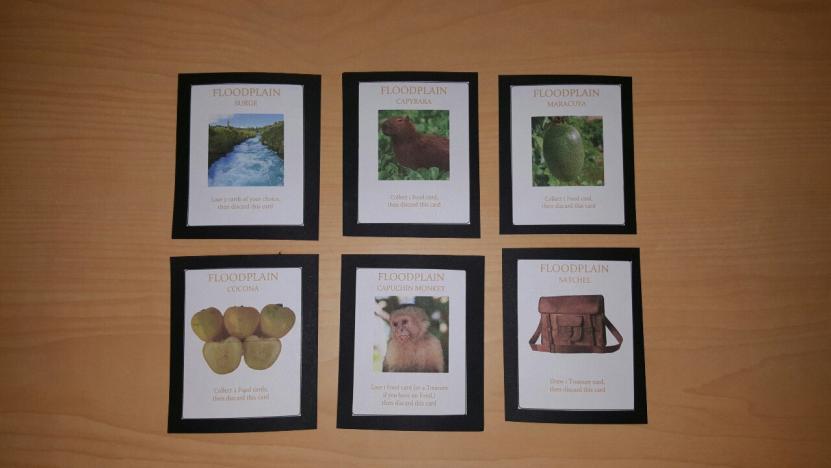 FLOODPLAIN
SURGE
Lose 3 cards of your choice,
then discard this card
FLOODPLAIN
CAPYBARA
Collect 1 Food card,
then discard this card
FLOODPLAIN
MARACUYA
Collect 1 Food card,
then discard this card
FLOODPLAIN
COCONA
Collect 2 Food cards,
then discard this card
FLOODPLAIN
CAPUCHIN MONKEY
Lose 1 Food card (or a Treasure
if you have no Food,)
then discard this card
FLOODPLAIN
SATCHEL
Draw 1 Treasure card,
then discard this card